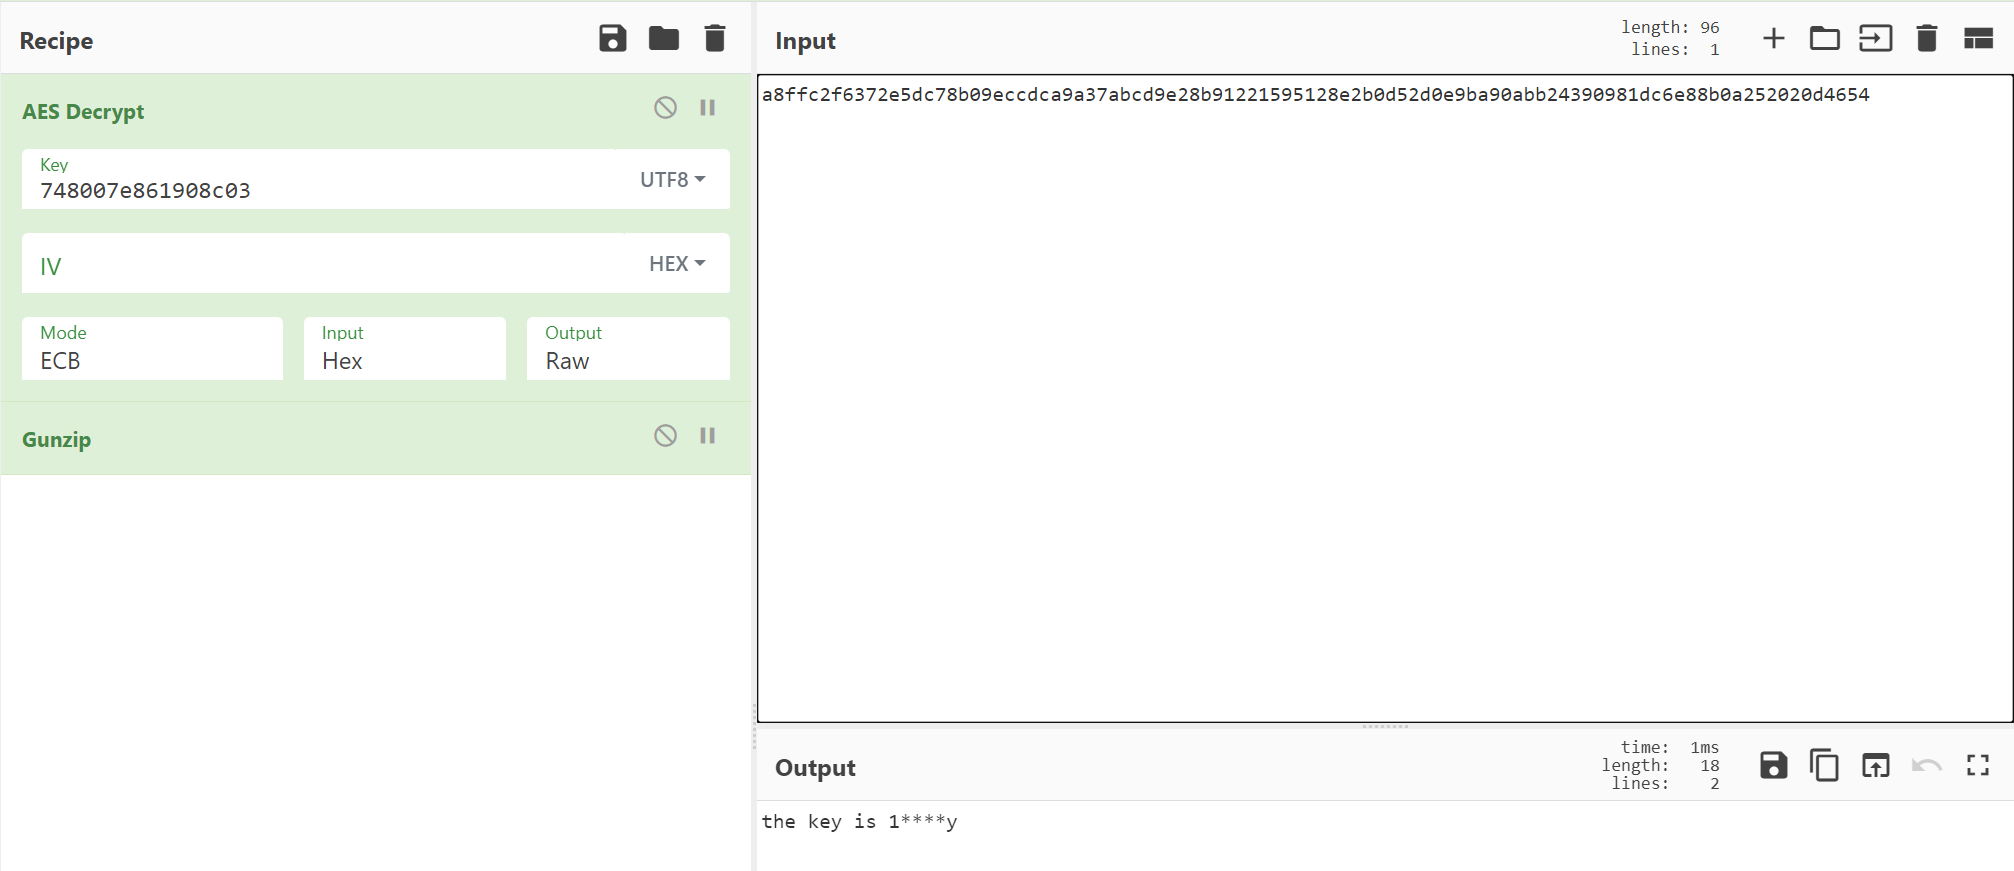 Recipe
AES Decrypt
Key
748007e861908c03
UTF8
IV
HEX
Mode
ECB
Input
Hex
Output
Raw
Gunzip
Input
length: 96
lines: 1
a8ffc2f6372e5dc78b09eccdca9a37abcd9e28b91221595128e2b0d52d0e9ba90abb24390981dc6e88b0a252020d4654
Output
time: 1ms
length: 18
lines: 2
the key is 1****y